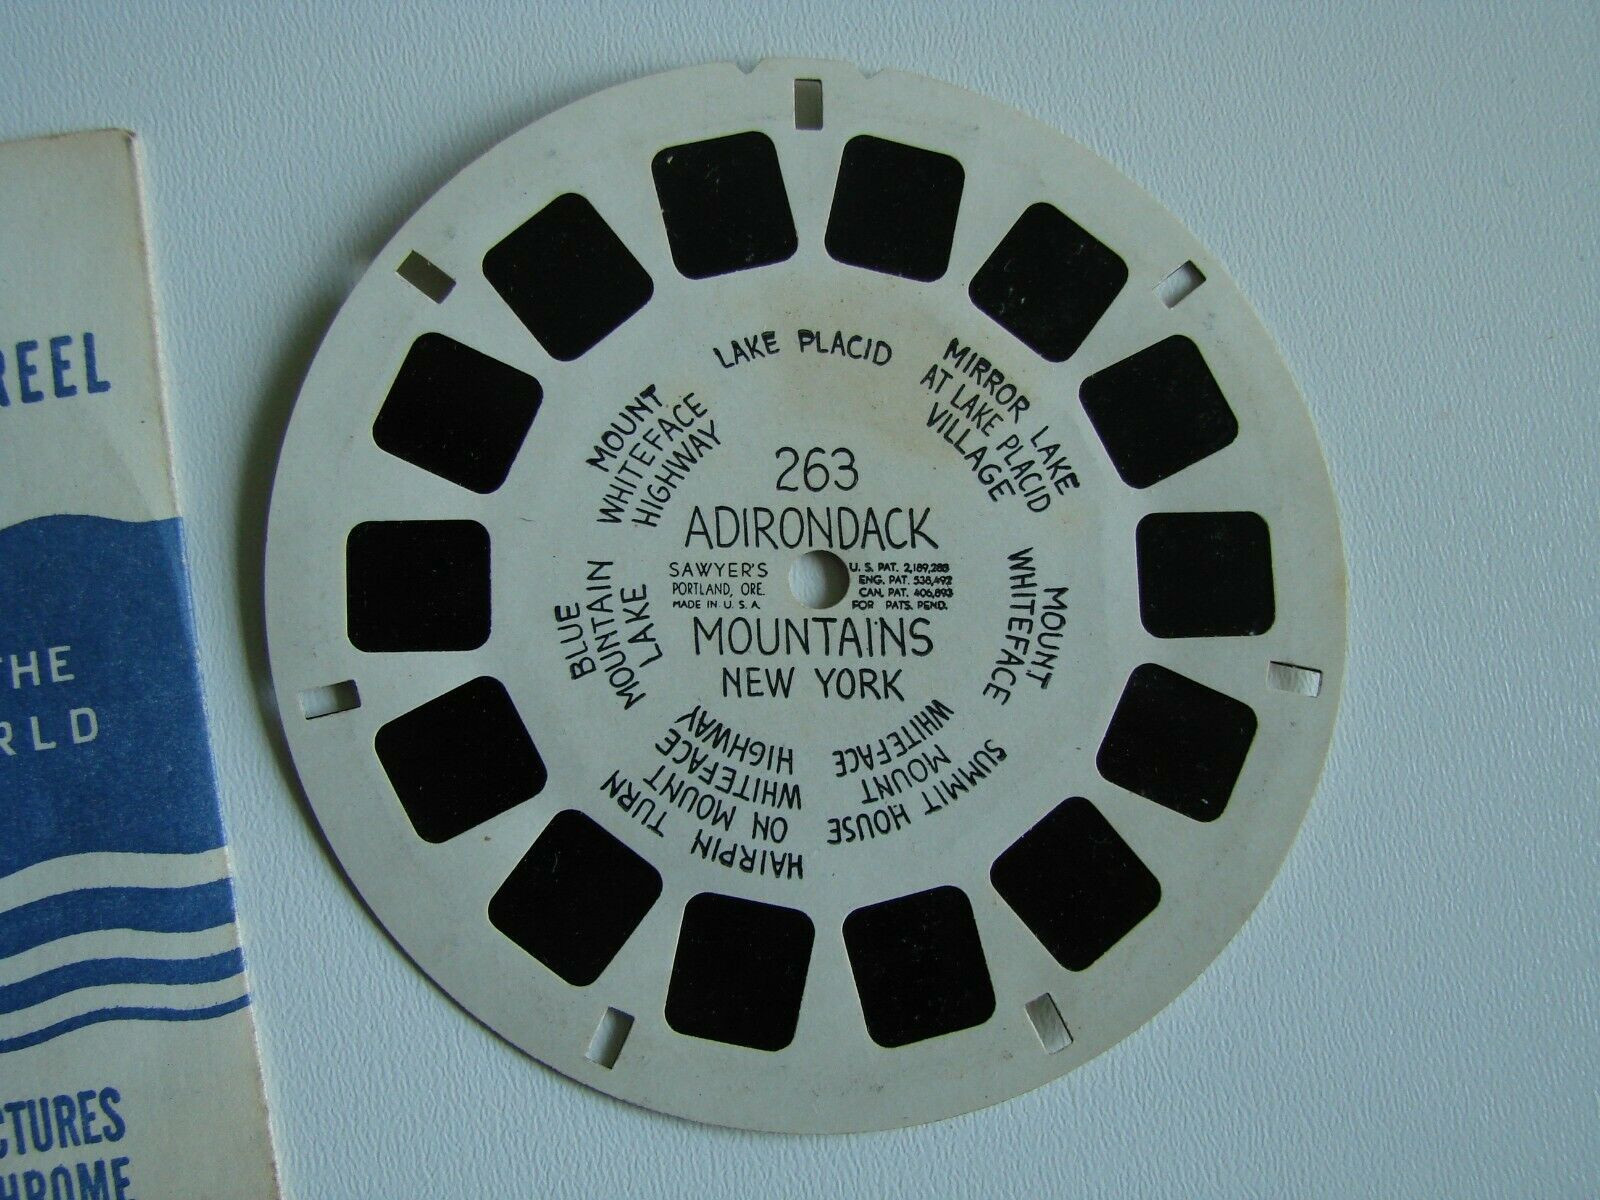 REEL
THE
RLD
CTURES
HROME
263
ADIRONDACK
SAWYER'S
PORTLAND, ORE.
MADE IN U. S. A.
U. S. PAT. 2,189,285
ENG. PAT. 538,492
CAN. PAT. 406,893
FOR PATS. PEND.
MOUNTAINS
NEW YORK
LAKE PLACID
MIRROR LAKE
AT LAKE PLACID
VILLAGE
MOUNT
WHITEFACE
SUMMIT HOUSE
MOUNT
WHITEFACE
HAIRPIN TURN
ON MOUNT
WHITEFACE
HIGHWAY
BLUE
MOUNTAIN
LAKE
MOUNT
WHITEFACE
HIGHWAY